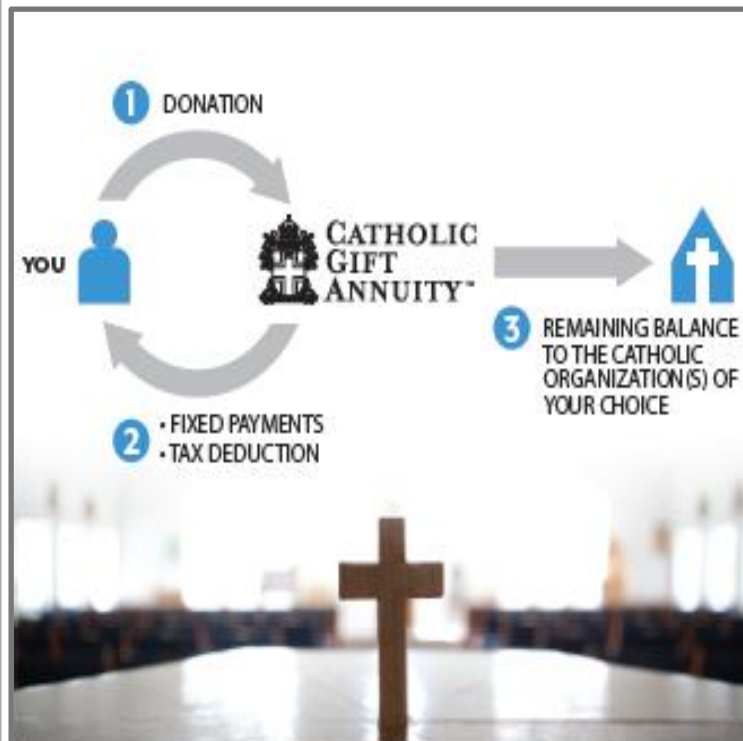 1 DONATION
YOU
CATHOLIC
GIFT
ANNUITY™
2 • FIXED PAYMENTS
• TAX DEDUCTION
3 REMAINING BALANCE
TO THE CATHOLIC
ORGANIZATION(S) OF
YOUR CHOICE